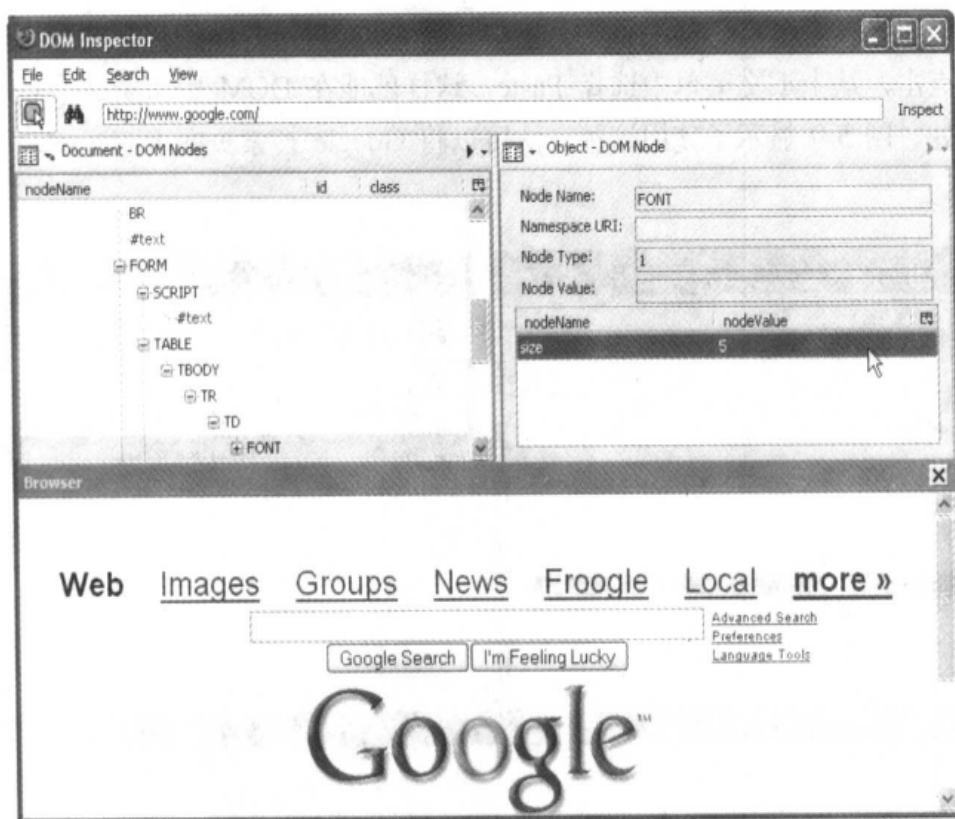 DOM Inspector
File Edit Search View
http://www.google.com/ Inspect
Document - DOM Nodes
nodeName id class
BR
#text
FORM
SCRIPT
#text
TABLE
TBODY
TR
TD
FONT
Object - DOM Node
Node Name: FONT
Namespace URI:
Node Type: 1
Node Value:
nodeName nodeValue
size 5
Browser
Web Images Groups News Froogle Local more »
Advanced Search
Preferences
Language Tools
Google Search I'm Feeling Lucky
Google™